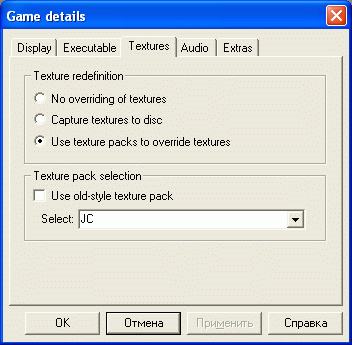 Game details
Display Executable Textures Audio Extras
Texture redefinition
No overriding of textures
Capture textures to disc
Use texture packs to override textures
Texture pack selection
Use old-style texture pack
Select: JC
OK Отмена Применить Справка